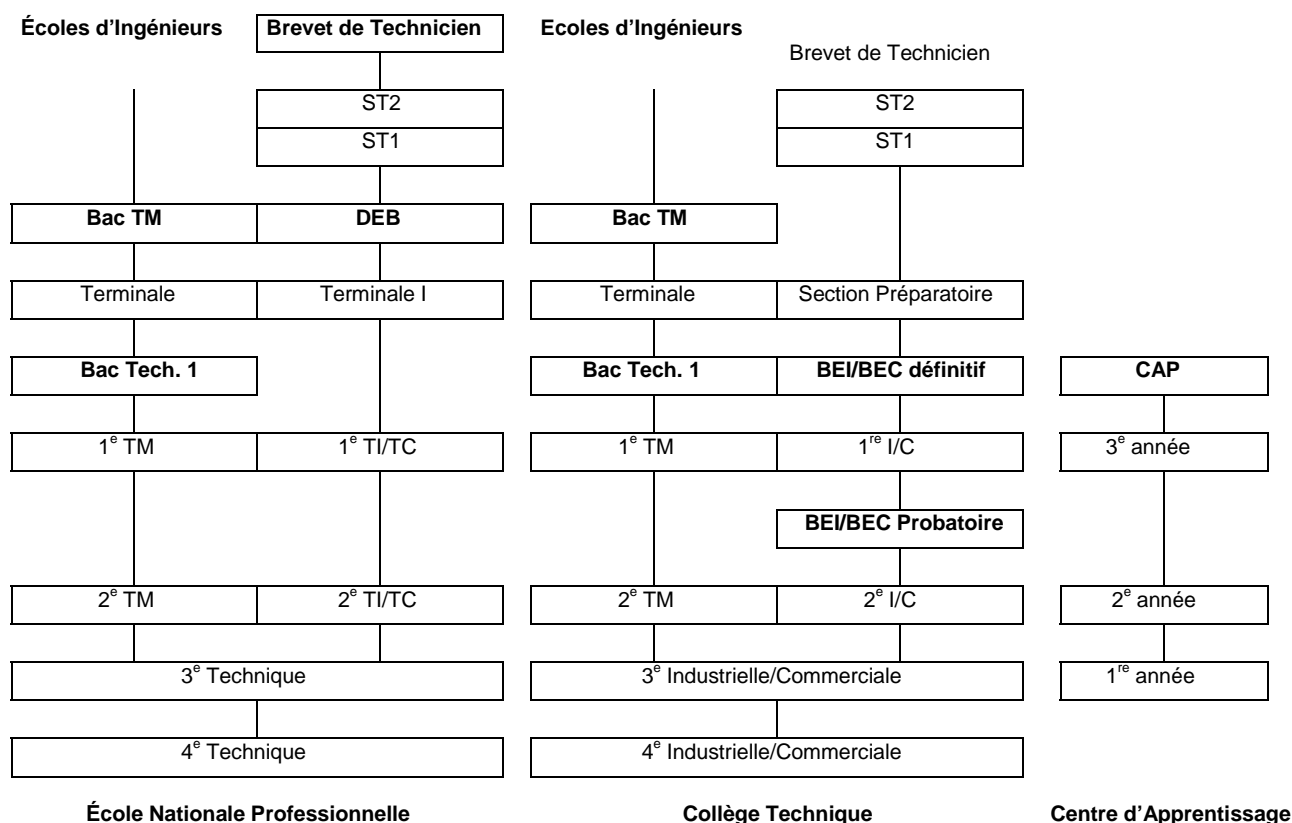 Écoles d'Ingénieurs Brevet de Technicien Ecoles d'Ingénieurs
Brevet de Technicien
ST2 ST2
ST1 ST1
Bac TM DEB Bac TM
Terminale Terminale I Terminale Section Préparatoire
Bac Tech. 1 Bac Tech. 1 BEI/BEC définitif CAP
1e TM 1e TI/TC 1e TM 1re I/C 3e année
BEI/BEC Probatoire
2e TM 2e TI/TC 2e TM 2e I/C 2e année
3e Technique 3e Industrielle/Commerciale 1re année
4e Technique 4e Industrielle/Commerciale
École Nationale Professionnelle Collège Technique Centre d'Apprentissage